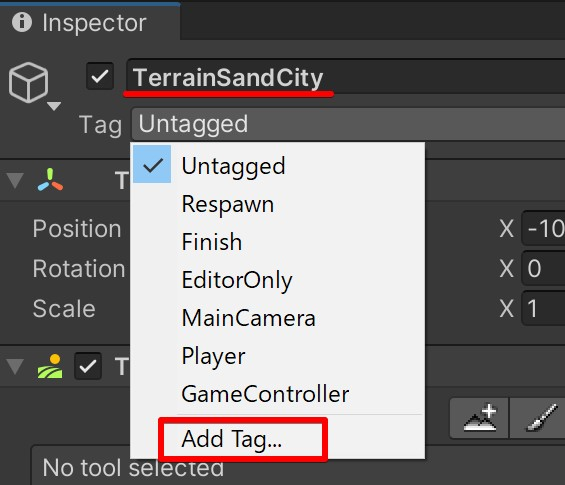 Inspector
TerrainSandCity
Tag Untagged
Untagged
Respawn
Finish
EditorOnly
MainCamera
Player
GameController
Add Tag...
T
Position X -10
Rotation X 0
Scale X 1
T
No tool selected